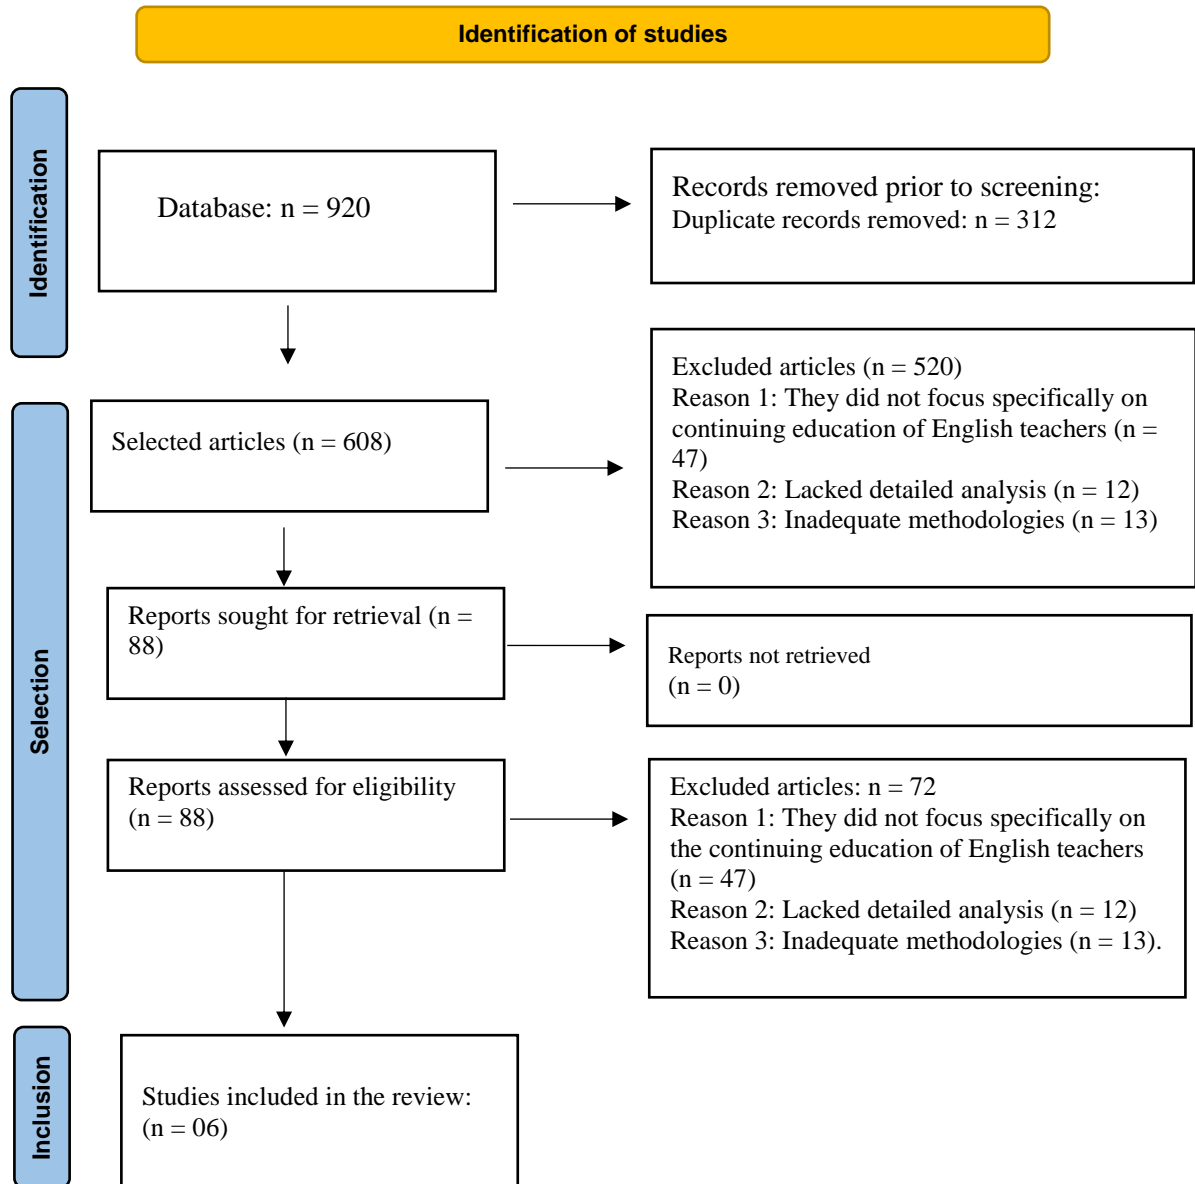 Identification of studies
Identification
Database: n = 920
Records removed prior to screening:
Duplicate records removed: n = 312
Selection
Selected articles (n = 608)
Excluded articles (n = 520)
Reason 1: They did not focus specifically on
continuing education of English teachers (n =
47)
Reason 2: Lacked detailed analysis (n = 12)
Reason 3: Inadequate methodologies (n = 13)
Reports sought for retrieval (n =
88)
Reports not retrieved
(n = 0)
Reports assessed for eligibility
(n = 88)
Excluded articles: n = 72
Reason 1: They did not focus specifically on
the continuing education of English teachers
(n = 47)
Reason 2: Lacked detailed analysis (n = 12)
Reason 3: Inadequate methodologies (n = 13).
Inclusion
Studies included in the review:
(n = 06)